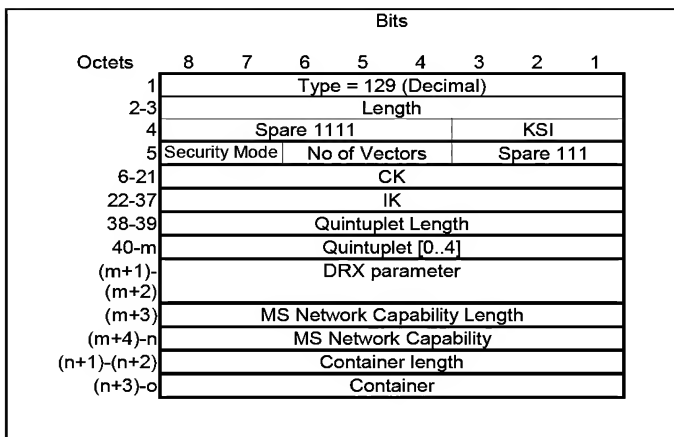 Bits
Octets 8 7 6 5 4 3 2 1
1 Type = 129 (Decimal)
2-3 Length
4 Spare 1111 KSI
5 Security Mode No of Vectors Spare 111
6-21 CK
22-37 IK
38-39 Quintuplet Length
40-m Quintuplet [0..4]
(m+1)- DRX parameter
(m+2)
(m+3) MS Network Capability Length
(m+4)-n MS Network Capability
(n+1)-(n+2) Container length
(n+3)-o Container